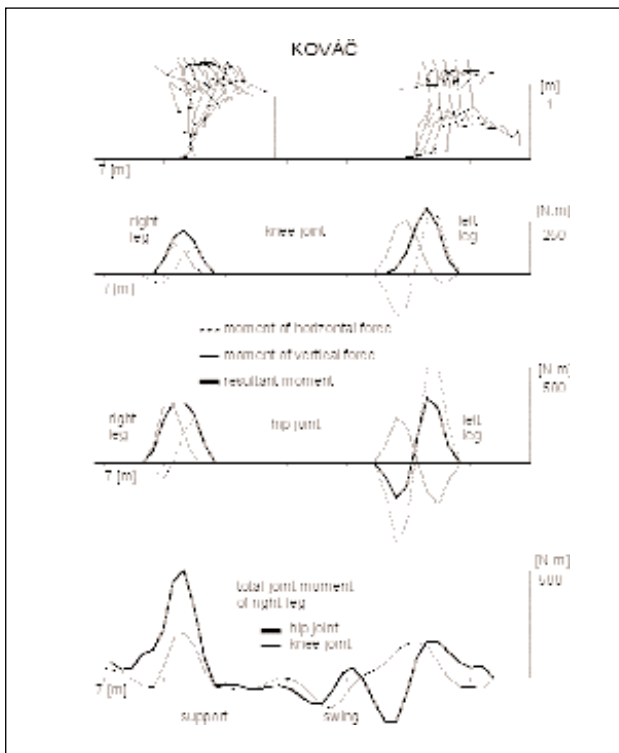 KOVÁČ
[m]
1
7 [m]
right
leg
knee joint
left
leg
[N.m]
250
7 [m]
moment of horizontal force
moment of vertical force
resultant moment
[N.m]
500
right
leg
hip joint
left
leg
7 [m]
[N.m]
500
total joint moment
of right leg
hip joint
knee joint
7 [m]
support
swing